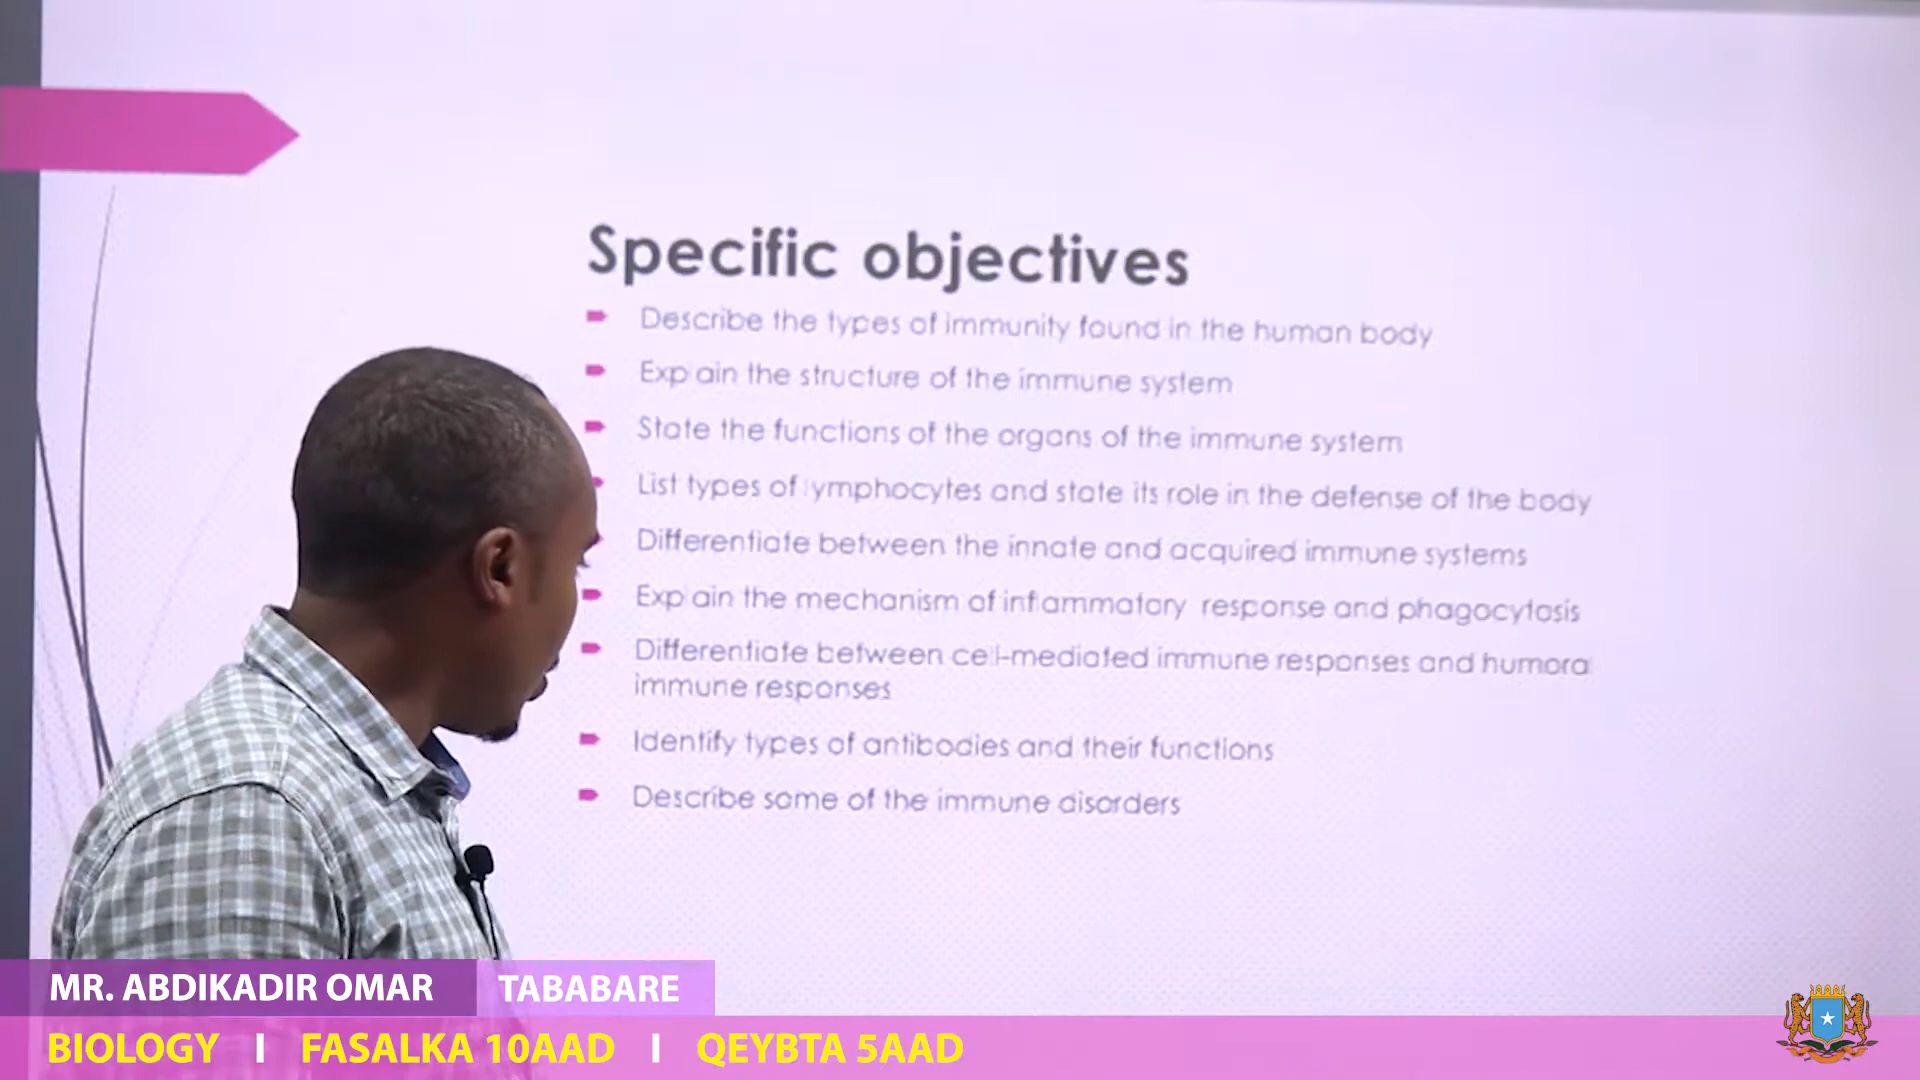 Specific objectives
Describe the types of immunity found in the human body
Explain the structure of the immune system
State the functions of the organs of the immune system
List types of lymphocytes and state its role in the defense of the body
Differentiate between the innate and acquired immune systems
Explain the mechanism of inflammatory response and phagocytosis
Differentiate between cell-mediated immune responses and humoral
immune responses
Identify types of antibodies and their functions
Describe some of the immune disorders
MR. ABDIKADIR OMAR
TABABARE
BIOLOGY I FASALKA 10AAD I QEYBTA 5AAD